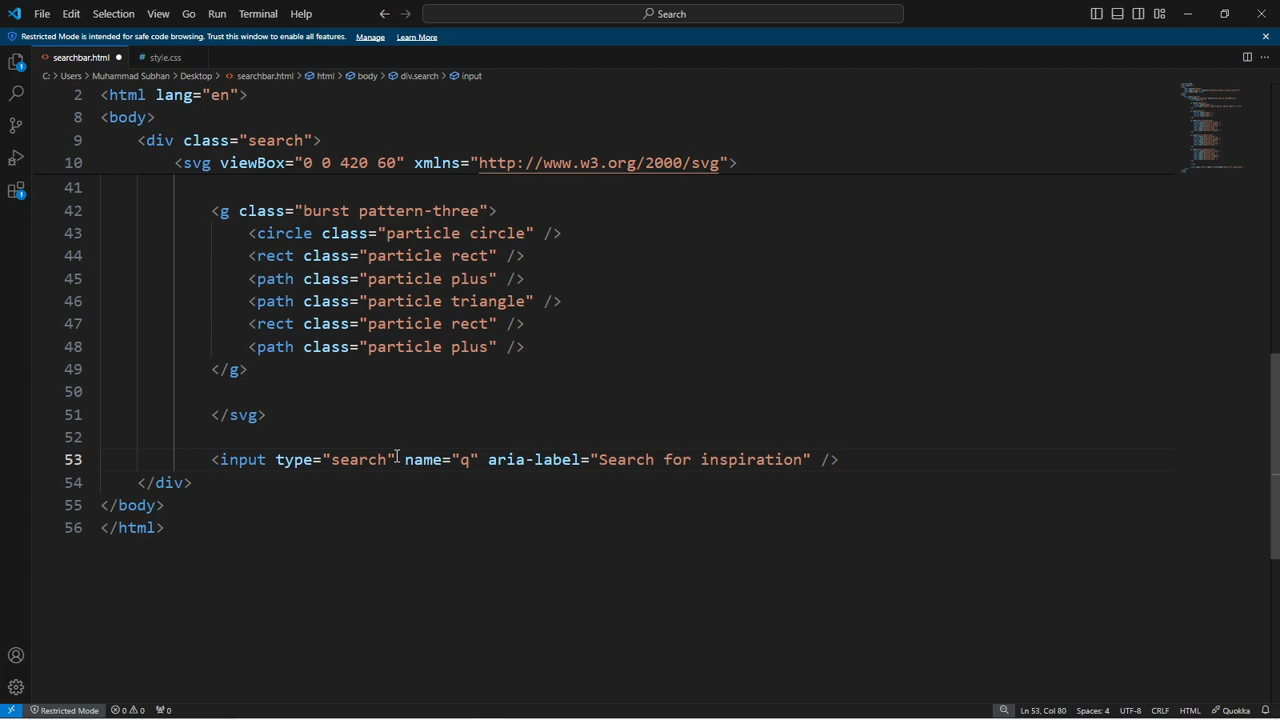 File Edit Selection View Go Run Terminal Help
Search
Restricted Mode is intended for safe code browsing. Trust this window to enable all features. Manage Learn More
searchbar.html
style.css
C: > Users > Muhammad Subhan > Desktop > searchbar.html > html > body > div.search > input
2 <html lang="en">
8 <body>
9 <div class="search">
10 <svg viewBox="0 0 420 60" xmlns="http://www.w3.org/2000/svg">
41
42 <g class="burst pattern-three">
43 <circle class="particle circle" />
44 <rect class="particle rect" />
45 <path class="particle plus" />
46 <path class="particle triangle" />
47 <rect class="particle rect" />
48 <path class="particle plus" />
49 </g>
50
51 </svg>
52
53 <input type="search" name="q" aria-label="Search for inspiration" />
54 </div>
55 </body>
56 </html>
1
1
Restricted Mode 0 0 0 Ln 53, Col 80 Spaces: 4 UTF-8 CRLF HTML Quokka